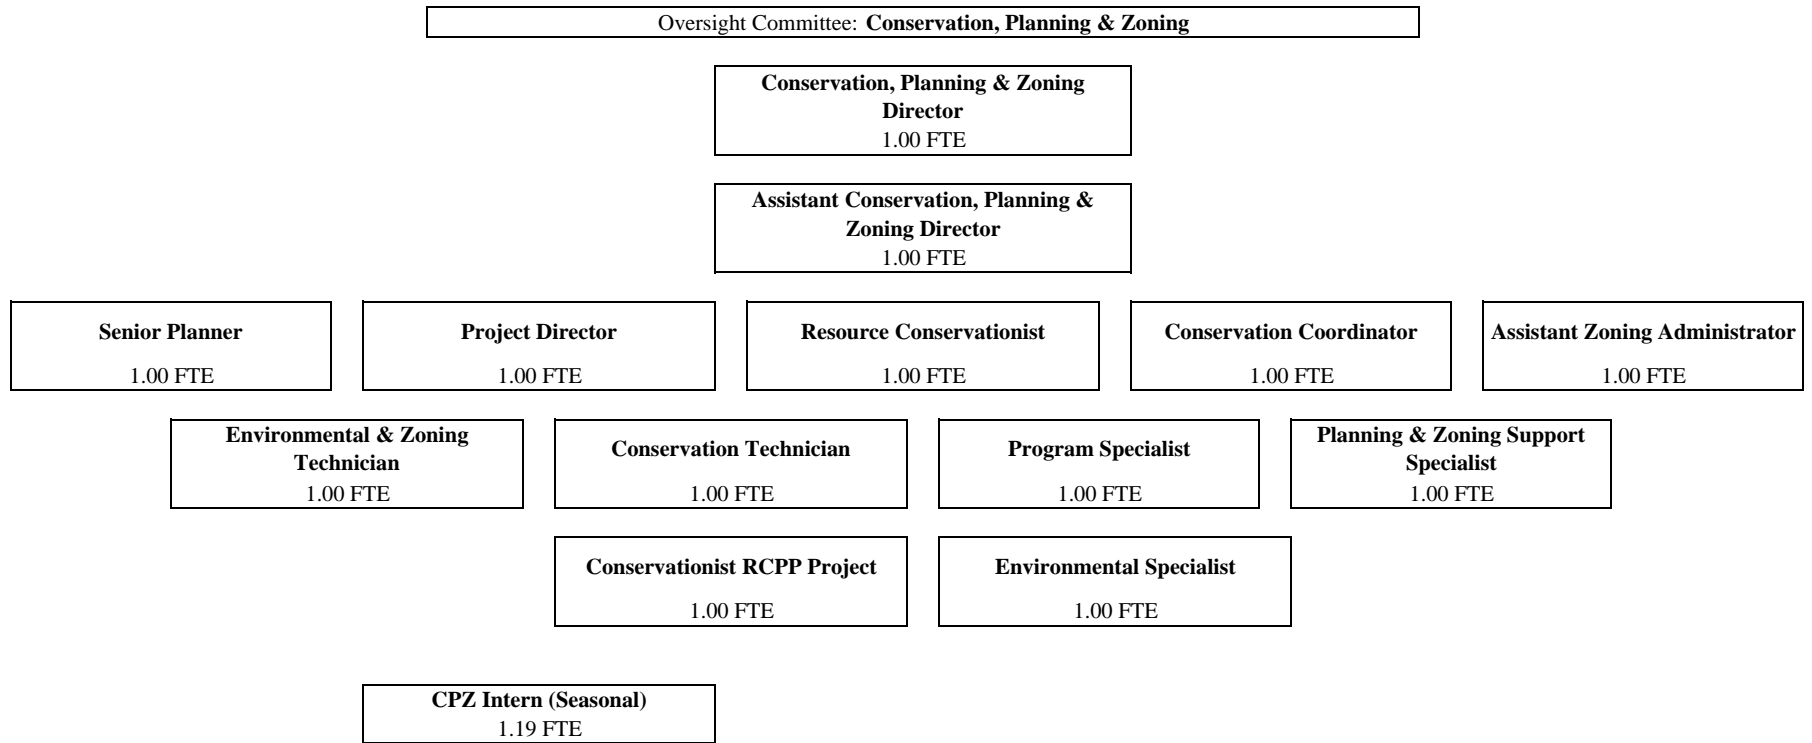 Oversight Committee: Conservation, Planning & Zoning
Conservation, Planning & Zoning
Director
1.00 FTE
Assistant Conservation, Planning &
Zoning Director
1.00 FTE
Senior Planner
1.00 FTE
Project Director
1.00 FTE
Resource Conservationist
1.00 FTE
Conservation Coordinator
1.00 FTE
Assistant Zoning Administrator
1.00 FTE
Environmental & Zoning
Technician
1.00 FTE
Conservation Technician
1.00 FTE
Program Specialist
1.00 FTE
Planning & Zoning Support
Specialist
1.00 FTE
Conservationist RCPP Project
1.00 FTE
Environmental Specialist
1.00 FTE
CPZ Intern (Seasonal)
1.19 FTE